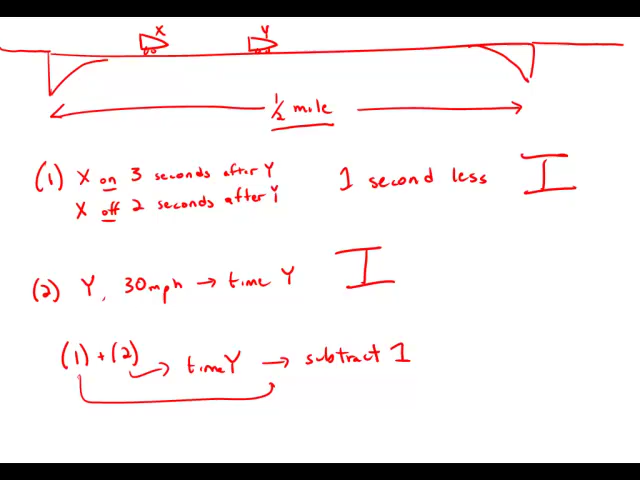 X Y
1/2 mile
(1) X on 3 seconds after Y 1 second less I
X off 2 seconds after Y
(2) Y, 30mph → time Y I
(1) + (2) → time Y → subtract 1